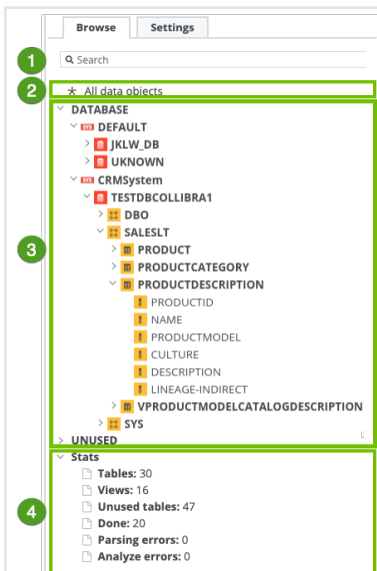 Browse Settings
1 Search
2 * All data objects
DATABASE
SYS DEFAULT
JKLW_DB
UKNOWN
SYS CRMSystem
TESTDBCOLLIBRA1
DBO
SALESLT
3 PRODUCT
PRODUCTCATEGORY
PRODUCTDESCRIPTION
PRODUCTID
NAME
PRODUCTMODEL
CULTURE
DESCRIPTION
LINEAGE-INDIRECT
VPRODUCTMODELCATALOGDESCRIPTION
SYS
UNUSED
Stats
Tables: 30
Views: 16
Unused tables: 47
4 Done: 20
Parsing errors: 0
Analyze errors: 0